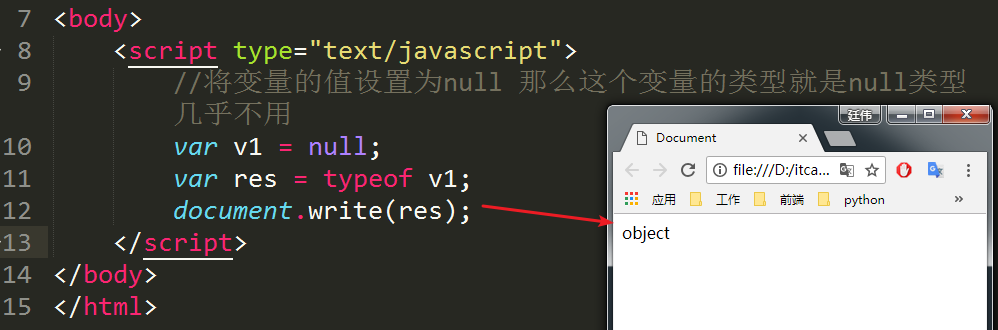 7 <body>
8 <script type="text/javascript">
9 //将变量的值设置为null 那么这个变量的类型就是null类型
几乎不用
10 var v1 = null;
11 var res = typeof v1;
12 document.write(res);
13 </script>
14 </body>
15 </html>
廷伟
Document
file:///D:/itca...
应用 工作 前端 python »
object